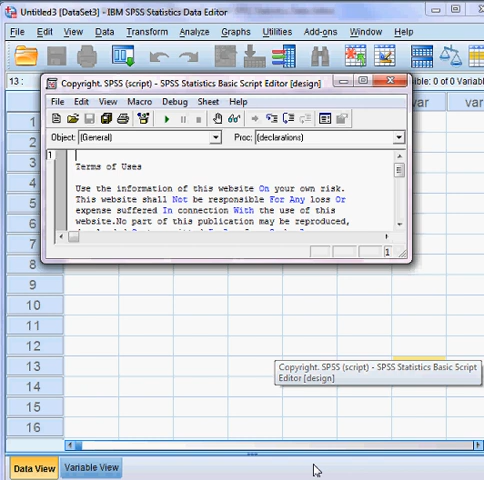 Untitled3 [DataSet3] - IBM SPSS Statistics Data Editor
File Edit View Data Transform Analyze Graphs Utilities Add-ons Window Help
13 :
ble: 0 of 0 Variabl
Copyright. SPSS (script) - SPSS Statistics Basic Script Editor [design]
File Edit View Macro Debug Sheet Help
Object: (General) Proc: (declarations)
1
Terms of Uses
Use the information of this website On your own risk.
This website shall Not be responsible For Any loss Or
expense suffered In connection With the use of this
website.No part of this publication may be reproduced,
1
var
va
1
2
3
4
5
6
7
8
9
10
11
12
13
14
15
16
Copyright. SPSS (script) - SPSS Statistics Basic Script
Editor [design]
Data View Variable View